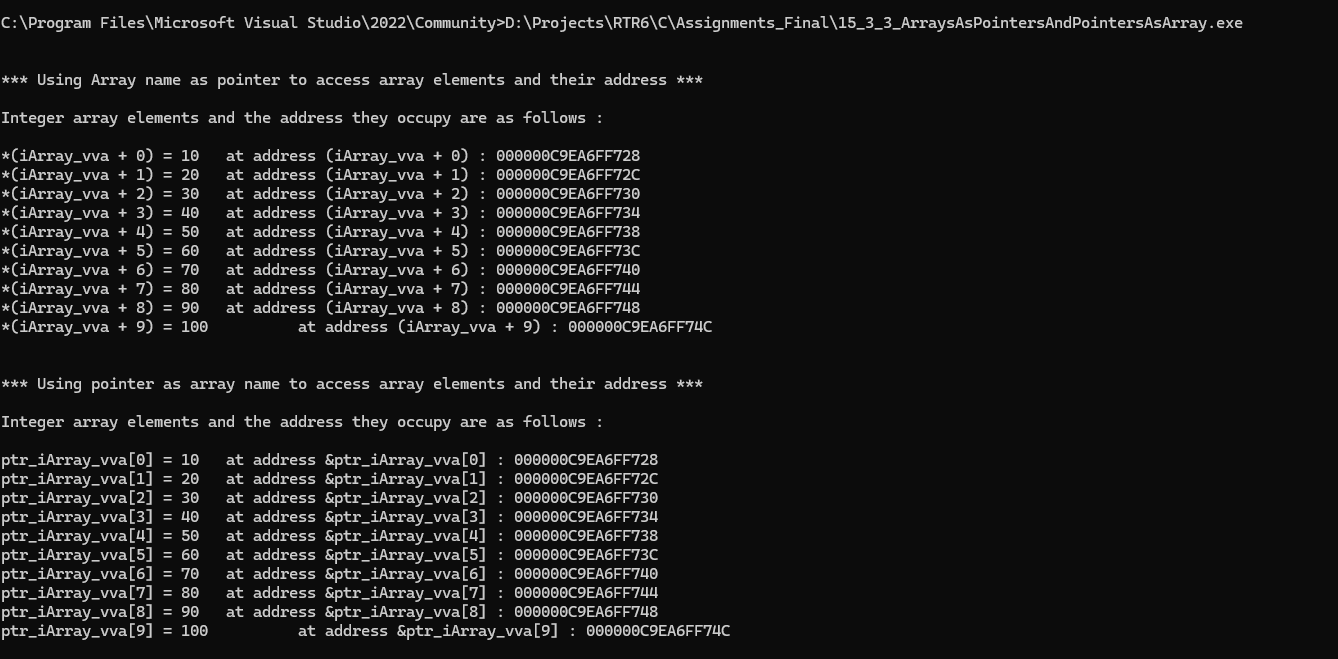 C:\Program Files\Microsoft Visual Studio\2022\Community>D:\Projects\RTR6\C\Assignments_Final\15_3_3_ArraysAsPointersAndPointersAsArray.exe
*** Using Array name as pointer to access array elements and their address ***
Integer array elements and the address they occupy are as follows :
*(iArray_vva + 0) = 10   at address (iArray_vva + 0) : 000000C9EA6FF728
*(iArray_vva + 1) = 20   at address (iArray_vva + 1) : 000000C9EA6FF72C
*(iArray_vva + 2) = 30   at address (iArray_vva + 2) : 000000C9EA6FF730
*(iArray_vva + 3) = 40   at address (iArray_vva + 3) : 000000C9EA6FF734
*(iArray_vva + 4) = 50   at address (iArray_vva + 4) : 000000C9EA6FF738
*(iArray_vva + 5) = 60   at address (iArray_vva + 5) : 000000C9EA6FF73C
*(iArray_vva + 6) = 70   at address (iArray_vva + 6) : 000000C9EA6FF740
*(iArray_vva + 7) = 80   at address (iArray_vva + 7) : 000000C9EA6FF744
*(iArray_vva + 8) = 90   at address (iArray_vva + 8) : 000000C9EA6FF748
*(iArray_vva + 9) = 100          at address (iArray_vva + 9) : 000000C9EA6FF74C
*** Using pointer as array name to access array elements and their address ***
Integer array elements and the address they occupy are as follows :
ptr_iArray_vva[0] = 10   at address &ptr_iArray_vva[0] : 000000C9EA6FF728
ptr_iArray_vva[1] = 20   at address &ptr_iArray_vva[1] : 000000C9EA6FF72C
ptr_iArray_vva[2] = 30   at address &ptr_iArray_vva[2] : 000000C9EA6FF730
ptr_iArray_vva[3] = 40   at address &ptr_iArray_vva[3] : 000000C9EA6FF734
ptr_iArray_vva[4] = 50   at address &ptr_iArray_vva[4] : 000000C9EA6FF738
ptr_iArray_vva[5] = 60   at address &ptr_iArray_vva[5] : 000000C9EA6FF73C
ptr_iArray_vva[6] = 70   at address &ptr_iArray_vva[6] : 000000C9EA6FF740
ptr_iArray_vva[7] = 80   at address &ptr_iArray_vva[7] : 000000C9EA6FF744
ptr_iArray_vva[8] = 90   at address &ptr_iArray_vva[8] : 000000C9EA6FF748
ptr_iArray_vva[9] = 100          at address &ptr_iArray_vva[9] : 000000C9EA6FF74C